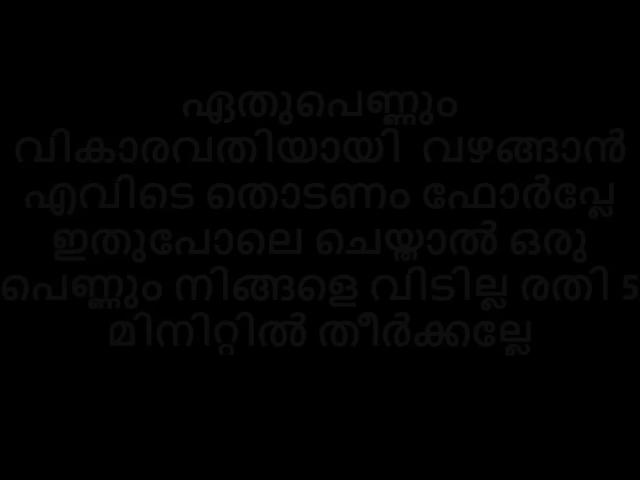 ഏതുപെണ്ണും
വികാരവതിയായി വഴങ്ങാൻ
എവിടെ തൊടണം ഫോർപ്ലേ
ഇതുപോലെ ചെയ്താൽ ഒരു
പെണ്ണും നിങ്ങളെ വിടില്ല രതി 5
മിനിറ്റിൽ തീർക്കല്ലേ